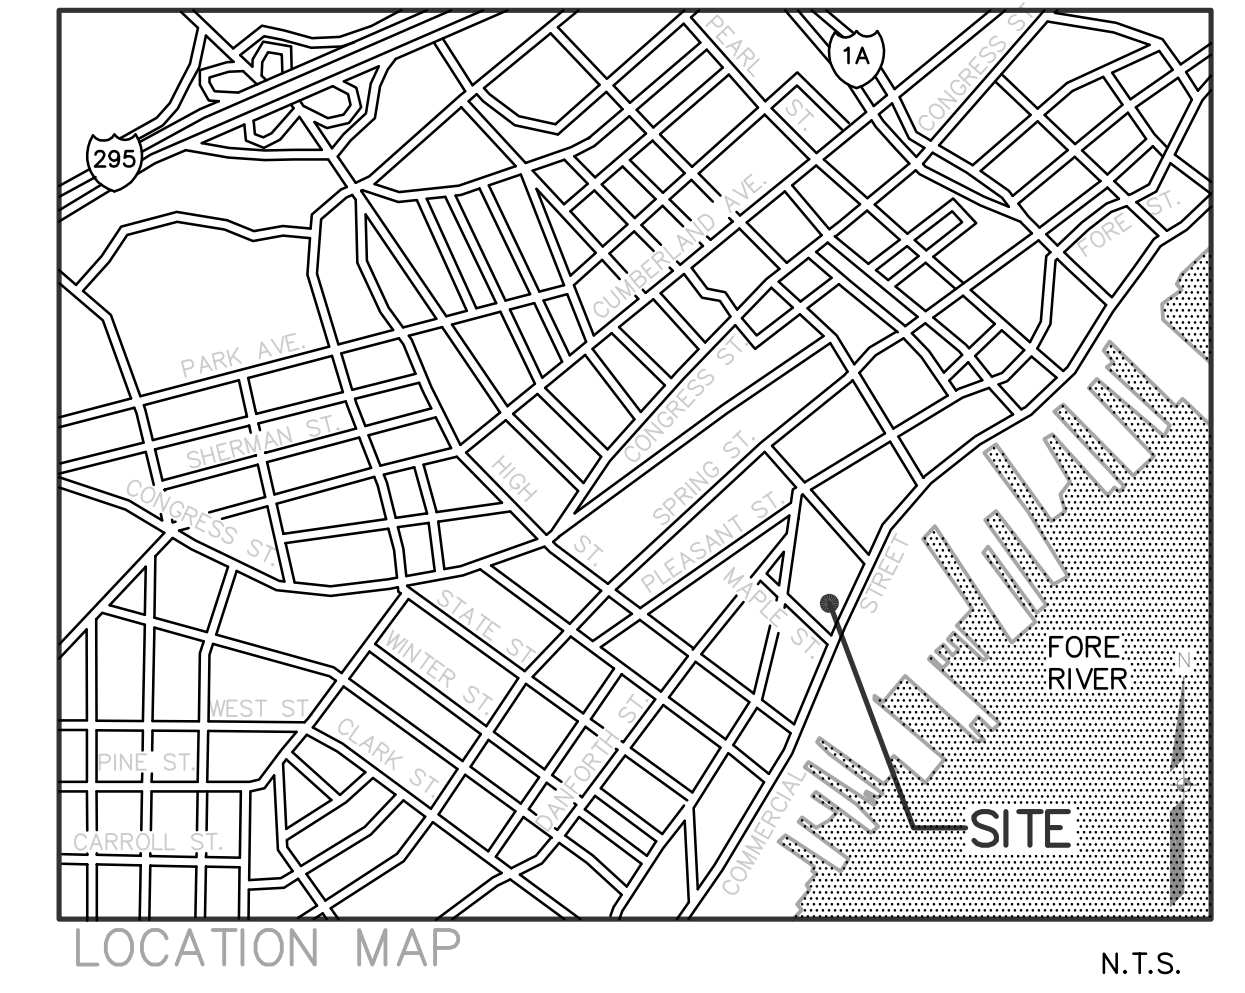 PEARL ST.
1A
CONGRESS ST.
295
CUMBERLAND AVE.
FORE ST.
PARK AVE.
SHERMAN ST.
CONGRESS ST.
CONGRESS ST.
HIGH ST.
SPRING ST.
PLEASANT ST.
MAPLE ST.
COMMERCIAL STREET
STATE ST.
WINTER ST.
WEST ST.
CLARK ST.
DANFORTH ST.
PINE ST.
CARROLL ST.
FORE
RIVER
N
SITE
LOCATION MAP
N.T.S.